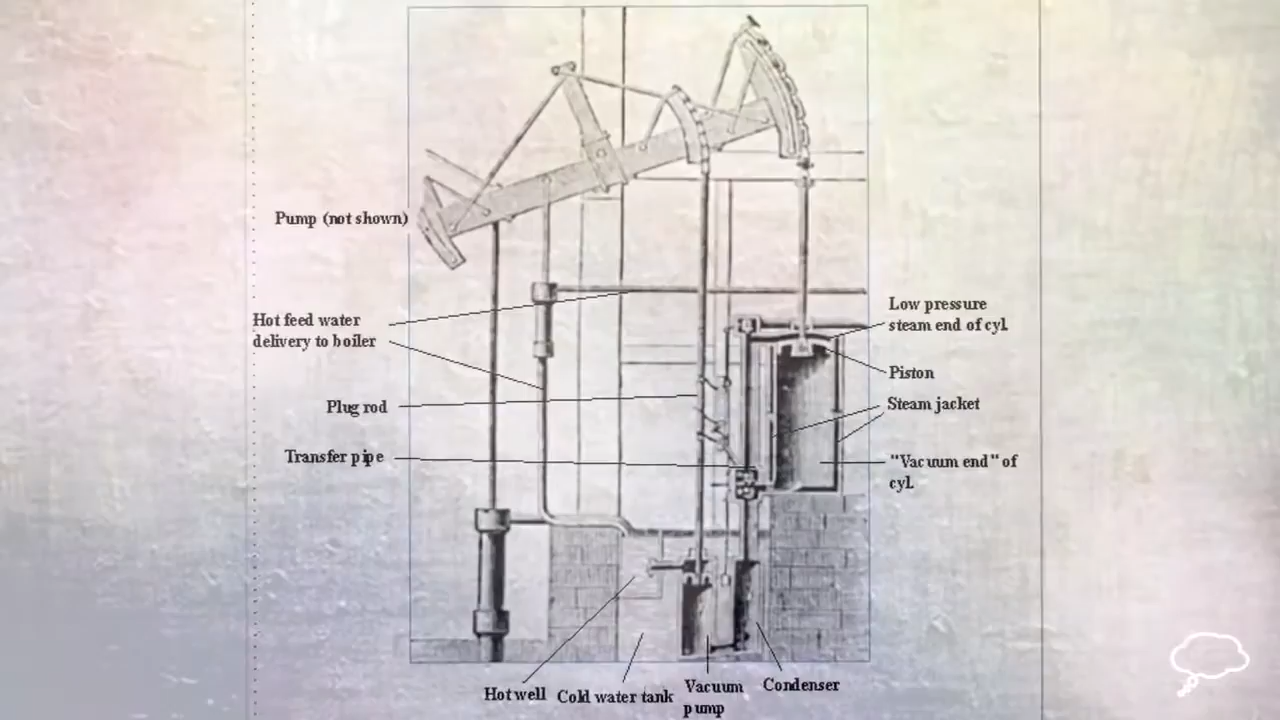 Pump (not shown)
Hot feed water
delivery to boiler
Plug rod
Transfer pipe
Low pressure
steam end of cyl.
Piston
Steam jacket
"Vacuum end" of
cyl.
Hot well
Cold water tank
Vacuum
pump
Condenser